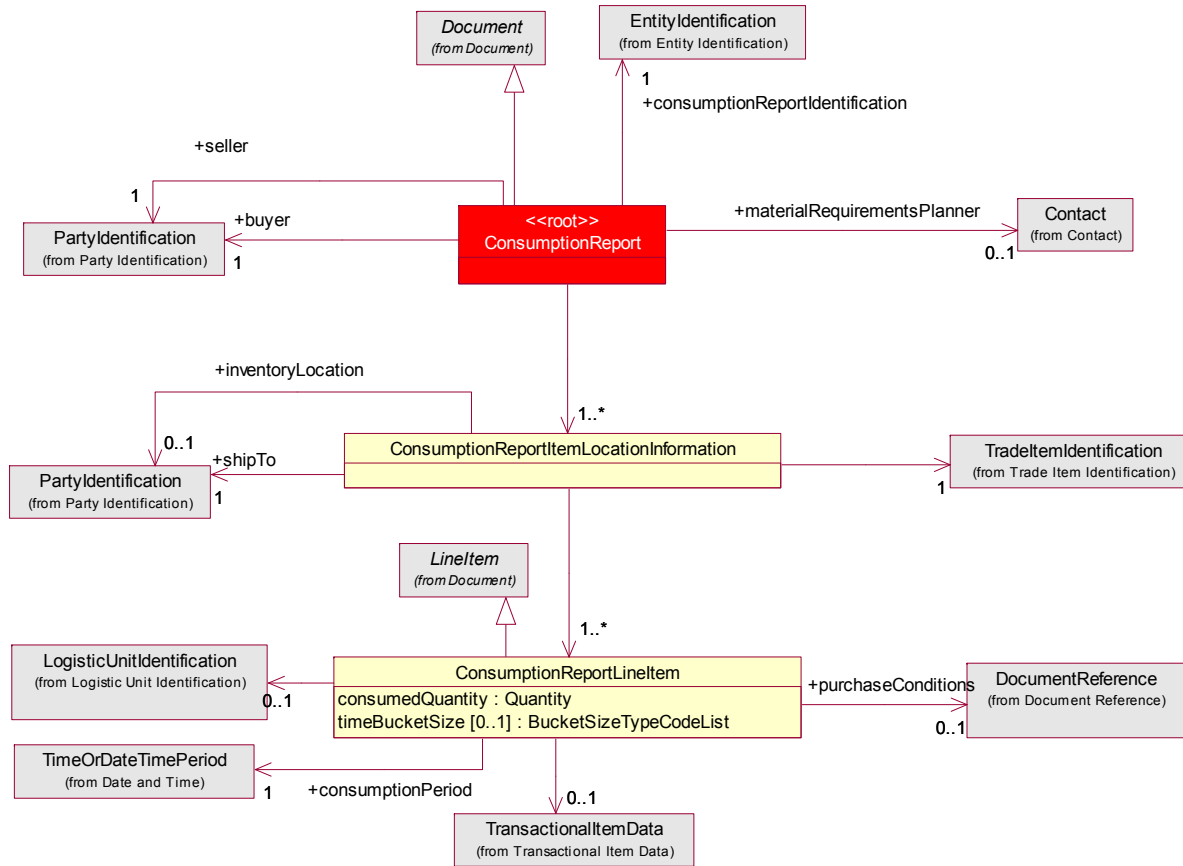 Document
(from Document)
EntityIdentification
(from Entity Identification)
1
+consumptionReportIdentification
+seller
1
+buyer
PartyIdentification
(from Party Identification)
1
<<root>>
ConsumptionReport
+materialRequirementsPlanner
Contact
(from Contact)
0..1
+inventoryLocation
0..1
1..*
+shipTo
PartyIdentification
(from Party Identification)
1
ConsumptionReportItemLocationInformation
TradeItemIdentification
(from Trade Item Identification)
1
LineItem
(from Document)
1..*
LogisticUnitIdentification
(from Logistic Unit Identification)
0..1
ConsumptionReportLineItem
consumedQuantity : Quantity
timeBucketSize [0..1] : BucketSizeTypeCodeList
+purchaseConditions
DocumentReference
(from Document Reference)
0..1
TimeOrDateTimePeriod
(from Date and Time)
1
+consumptionPeriod
0..1
TransactionalItemData
(from Transactional Item Data)